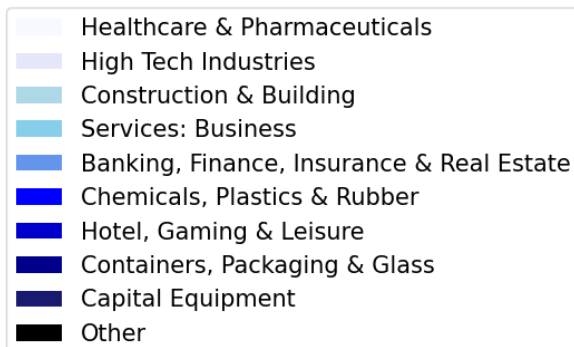 Healthcare & Pharmaceuticals
High Tech Industries
Construction & Building
Services: Business
Banking, Finance, Insurance & Real Estate
Chemicals, Plastics & Rubber
Hotel, Gaming & Leisure
Containers, Packaging & Glass
Capital Equipment
Other